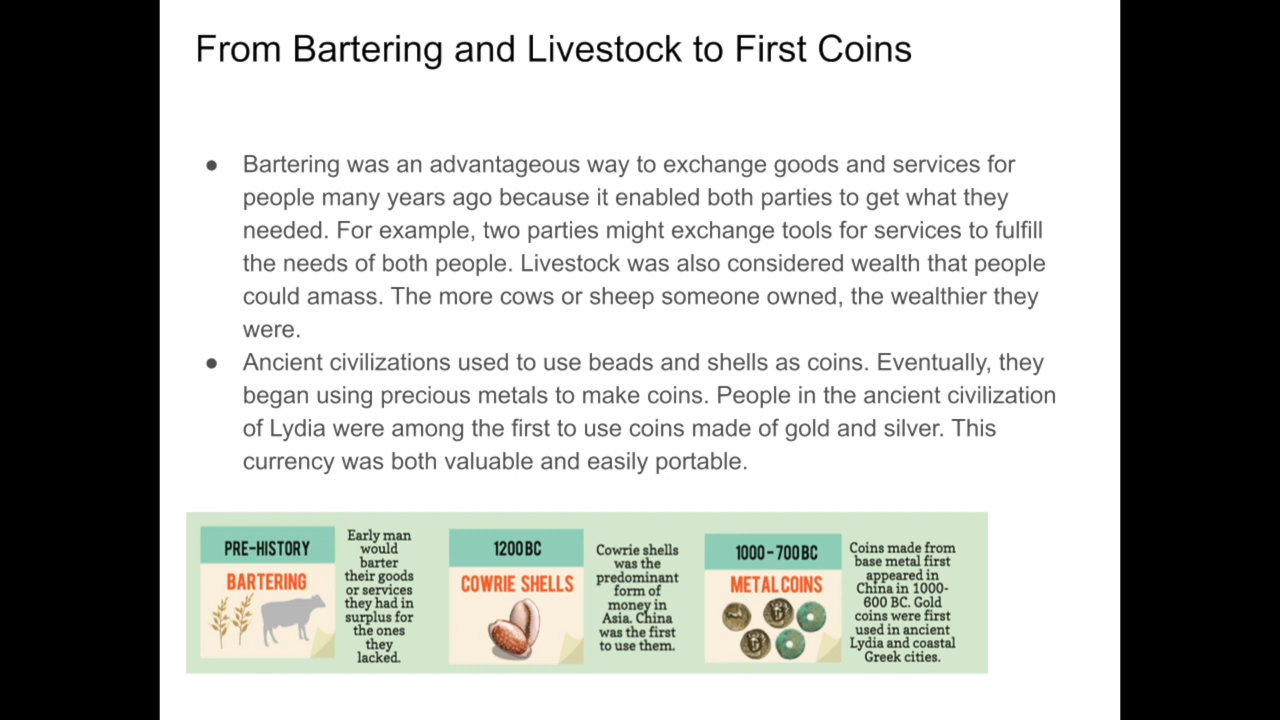 From Bartering and Livestock to First Coins
● Bartering was an advantageous way to exchange goods and services for
people many years ago because it enabled both parties to get what they
needed. For example, two parties might exchange tools for services to fulfill
the needs of both people. Livestock was also considered wealth that people
could amass. The more cows or sheep someone owned, the wealthier they
were.
● Ancient civilizations used to use beads and shells as coins. Eventually, they
began using precious metals to make coins. People in the ancient civilization
of Lydia were among the first to use coins made of gold and silver. This
currency was both valuable and easily portable.
PRE-HISTORY
BARTERING
Early man
would
barter
their goods
or services
they had in
surplus for
the ones
they
lacked.
1200 BC
COWRIE SHELLS
Cowrie shells
was the
predominant
form of
money in
Asia. China
was the first
to use them.
1000-700 BC
METAL COINS
Coins made from
base metal first
appeared in
China in 1000-
600 BC. Gold
coins were first
used in ancient
Lydia and coastal
Greek cities.